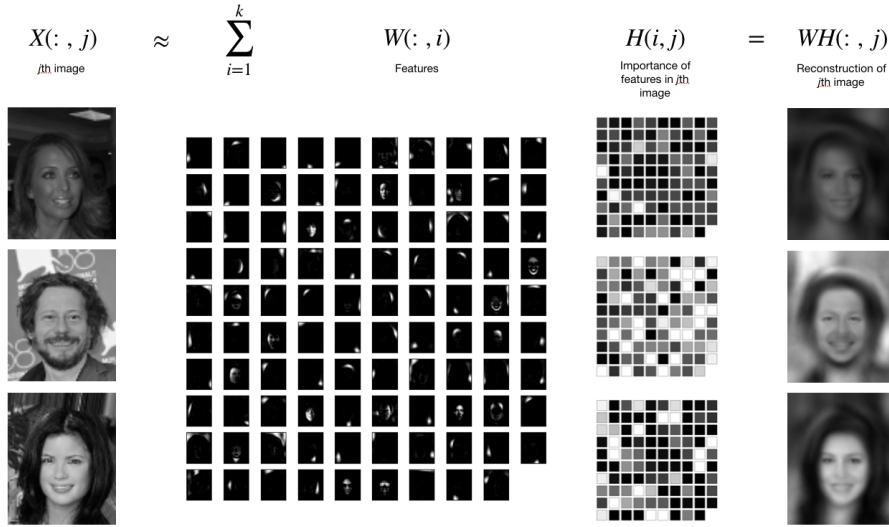 X(: , j) ≈ ∑ W(: , i) H(i, j) = WH(: , j)
k
i=1
jth image
Features
Importance of
features in jth
image
Reconstruction of
jth image